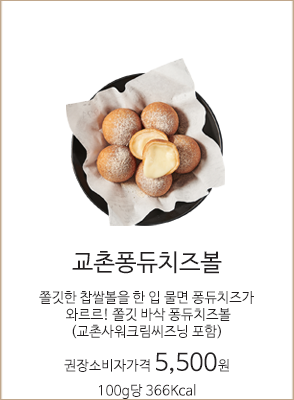 교촌퐁듀치즈볼
쫄깃한 찹쌀볼을 한 입 물면 퐁듀치즈가
와르르! 쫄깃 바삭 퐁듀치즈볼
(교촌사워크림씨즈닝 포함)
권장소비자가격 5,500원
100g당 366Kcal